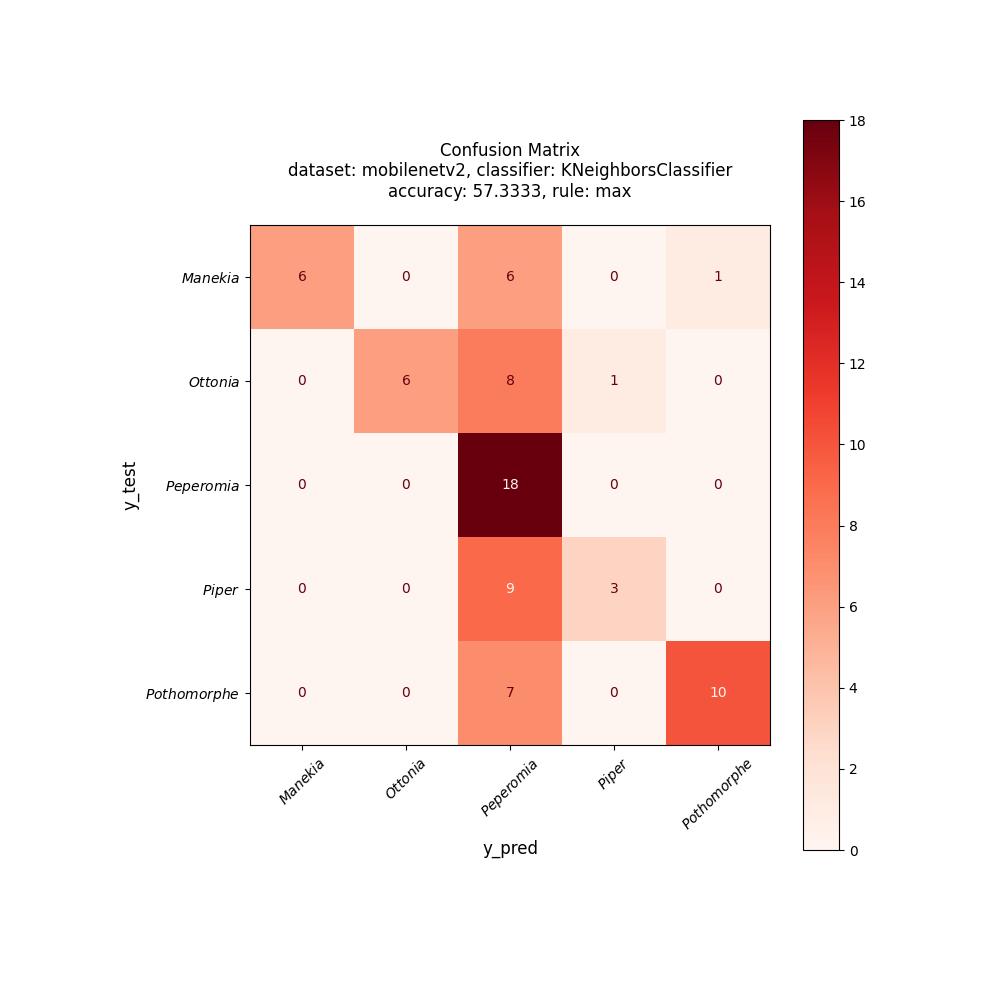 Confusion Matrix
dataset: mobilenetv2, classifier: KNeighborsClassifier
accuracy: 57.3333, rule: max
Manekia 6 0 6 0 1
Ottonia 0 6 8 1 0
Peperomia 0 0 18 0 0
Piper 0 0 9 3 0
Pothomorphe 0 0 7 0 10
Manekia Ottonia Peperomia Piper Pothomorphe
y_pred
y_test
18
16
14
12
10
8
6
4
2
0